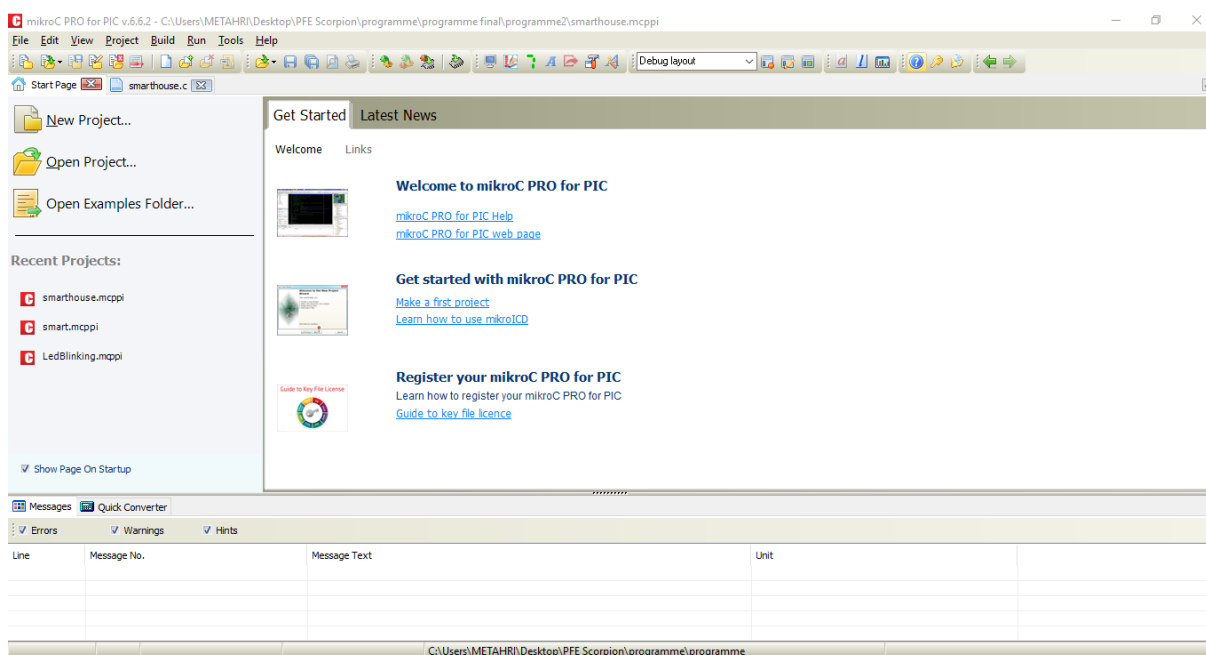 mikroC PRO for PIC v.6.6.2 - C:\Users\METAHRI\Desktop\PFE Scorpion\programme\programme final\programme2\smarthouse.mcppi
File Edit View Project Build Run Tools Help
Debug layout
Start Page smarthouse.c
New Project...
Open Project...
Open Examples Folder...
Recent Projects:
smarthouse.mcppi
smart.mcppi
LedBlinking.mcppi
Show Page On Startup
Get Started Latest News
Welcome Links
Welcome to mikroC PRO for PIC
mikroC PRO for PIC Help
mikroC PRO for PIC web page
Get started with mikroC PRO for PIC
Make a first project
Learn how to use mikroICD
Guide to Key File License
Register your mikroC PRO for PIC
Learn how to register your mikroC PRO for PIC
Guide to key file licence
Messages Quick Converter
Errors Warnings Hints
Line Message No. Message Text Unit
C:\Users\METAHRI\Desktop\PFE Scorpion\programme\programme